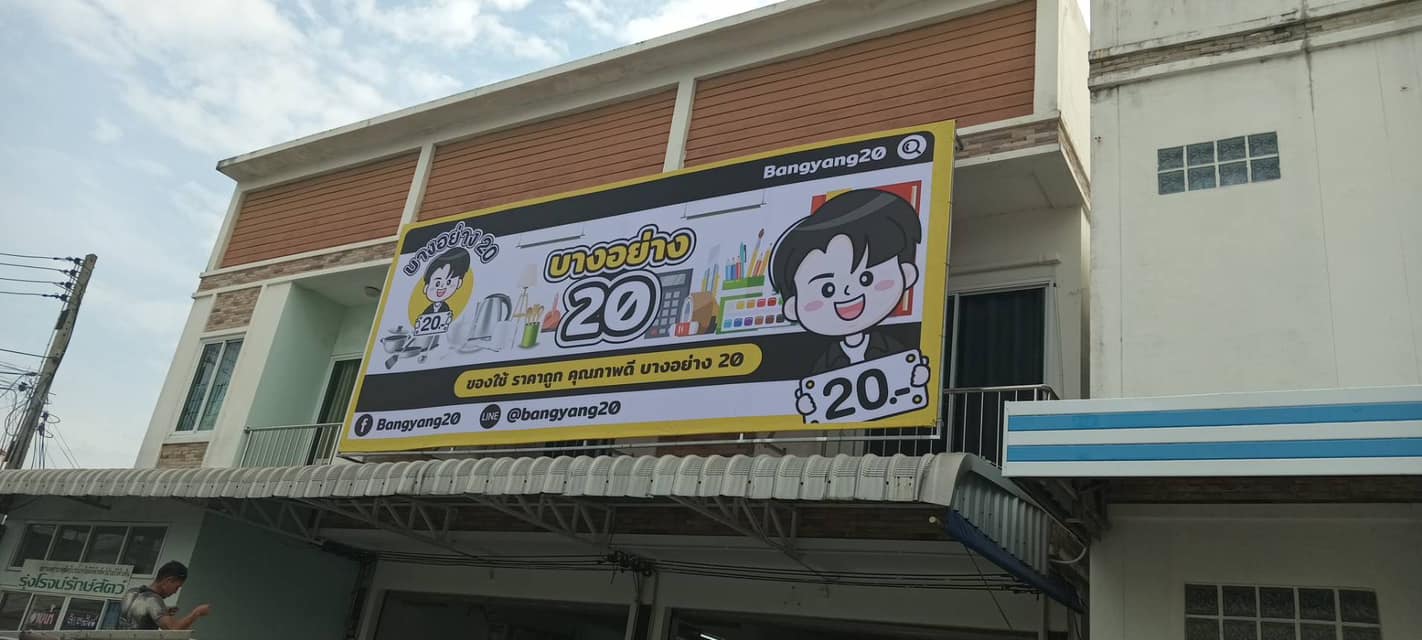 Bangyang20
บางอย่าง 20
20.-
บางอย่าง
20
ของใช้ ราคาถูก คุณภาพดี บางอย่าง 20
20.-
Bangyang20
LINE @bangyang20
รุ่งโรจน์รักษ์สัตว์